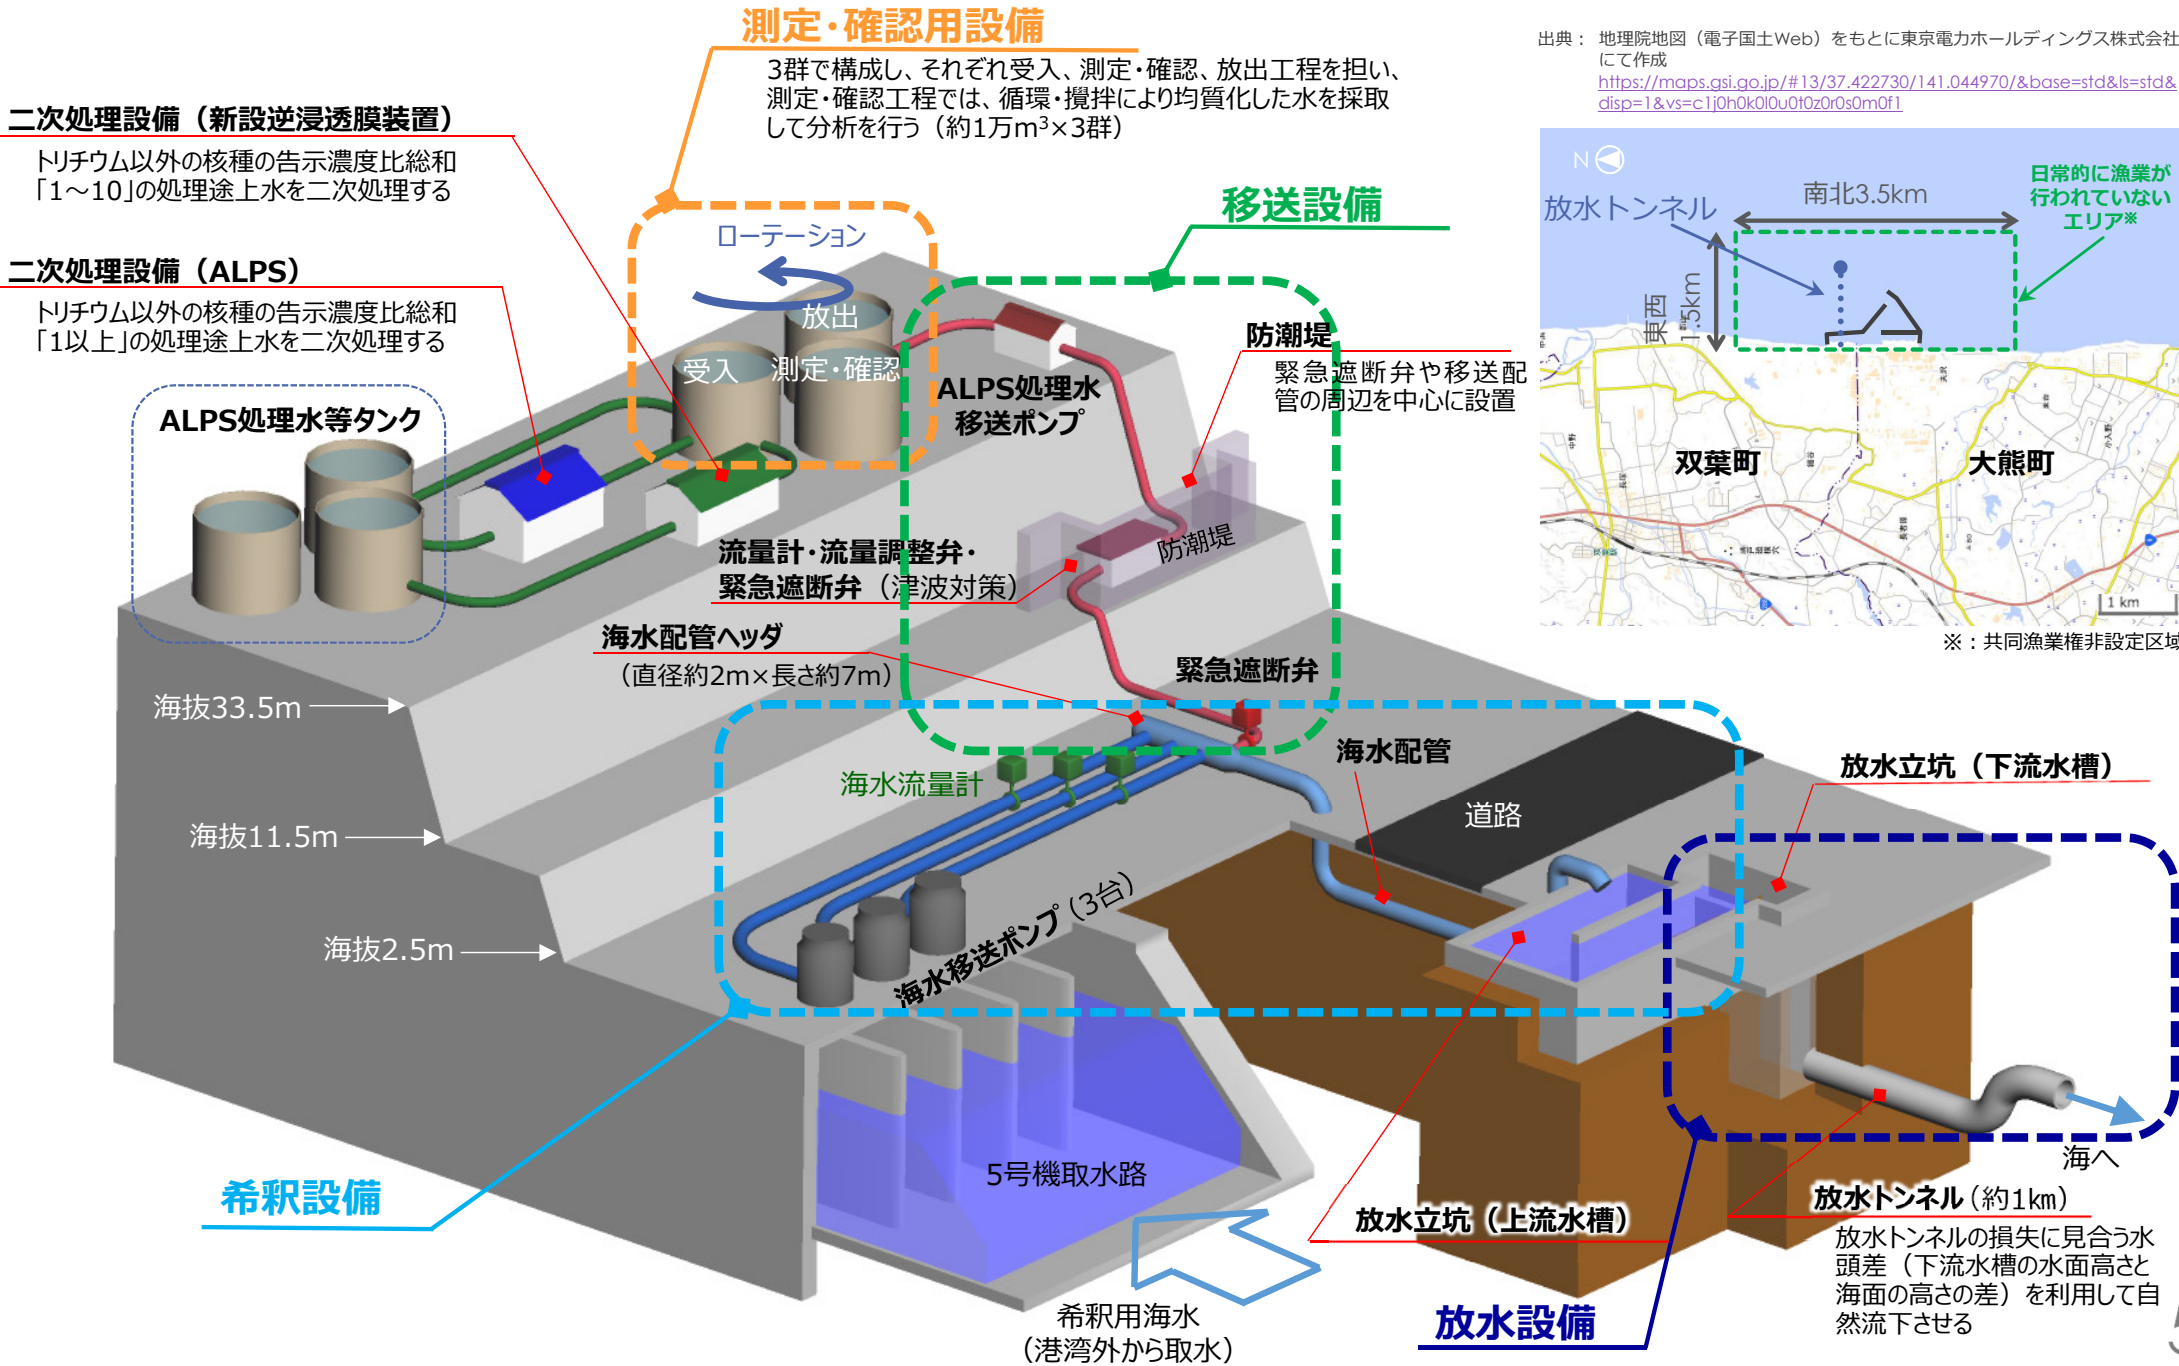 測定・確認用設備
3群で構成し、それぞれ受入、測定・確認、放出工程を担い、
測定・確認工程では、循環・攪拌により均質化した水を採取
して分析を行う（約1万m³×3群）
出典： 地理院地図（電子国土Web）をもとに東京電力ホールディングス株式会社
にて作成
https://maps.gsi.go.jp/#13/37.422730/141.044970/&base=std&ls=std&
disp=1&vs=c1j0h0k0l0u0t0z0r0s0m0f1
二次処理設備（新設逆浸透膜装置）
トリチウム以外の核種の告示濃度比総和
「1～10」の処理途上水を二次処理する
二次処理設備（ALPS）
トリチウム以外の核種の告示濃度比総和
「1以上」の処理途上水を二次処理する
ALPS処理水等タンク
ローテーション
放出
受入
測定・確認
移送設備
ALPS処理水
移送ポンプ
防潮堤
緊急遮断弁や移送配
管の周辺を中心に設置
防潮堤
N
放水トンネル
南北3.5km
東西
1.5km
日常的に漁業が
行われていない
エリア※
双葉町
大熊町
1 km
※：共同漁業権非設定区域
流量計・流量調整弁・
緊急遮断弁（津波対策）
海水配管ヘッダ
（直径約2m×長さ約7m）
緊急遮断弁
海抜33.5m
海抜11.5m
海抜2.5m
海水流量計
海水配管
道路
放水立坑（下流水槽）
海水移送ポンプ（3台）
5号機取水路
希釈設備
希釈用海水
（港湾外から取水）
放水立坑（上流水槽）
放水設備
海へ
放水トンネル（約1km）
放水トンネルの損失に見合う水
頭差（下流水槽の水面高さと
海面の高さの差）を利用して自
然流下させる